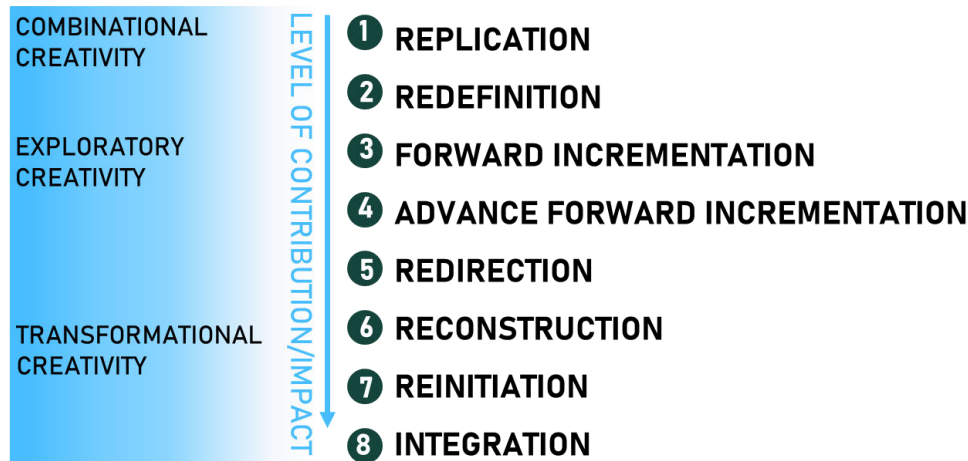 COMBINATIONAL
CREATIVITY
EXPLORATORY
CREATIVITY
TRANSFORMATIONAL
CREATIVITY
LEVEL OF CONTRIBUTION/IMPACT
1 REPLICATION
2 REDEFINITION
3 FORWARD INCREMENTATION
4 ADVANCE FORWARD INCREMENTATION
5 REDIRECTION
6 RECONSTRUCTION
7 REINITIATION
8 INTEGRATION